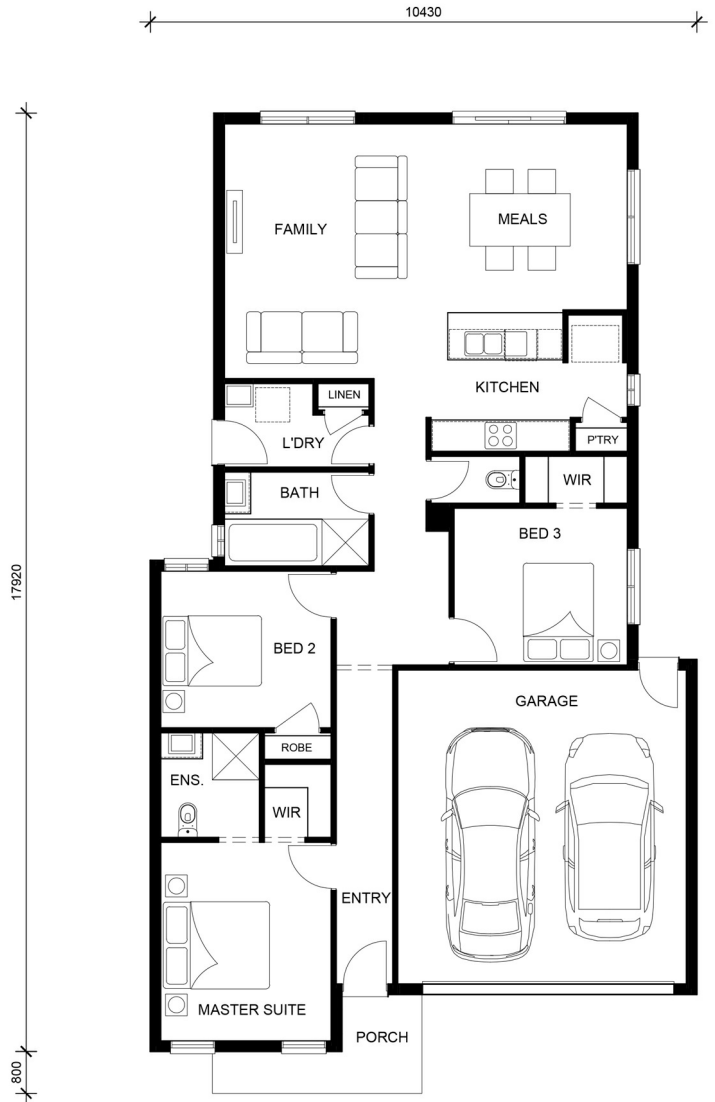 10430
FAMILY
MEALS
KITCHEN
LINEN
L'DRY
P'TRY
BATH
WIR
BED 3
17920
BED 2
GARAGE
ROBE
ENS.
WIR
ENTRY
MASTER SUITE
PORCH
800